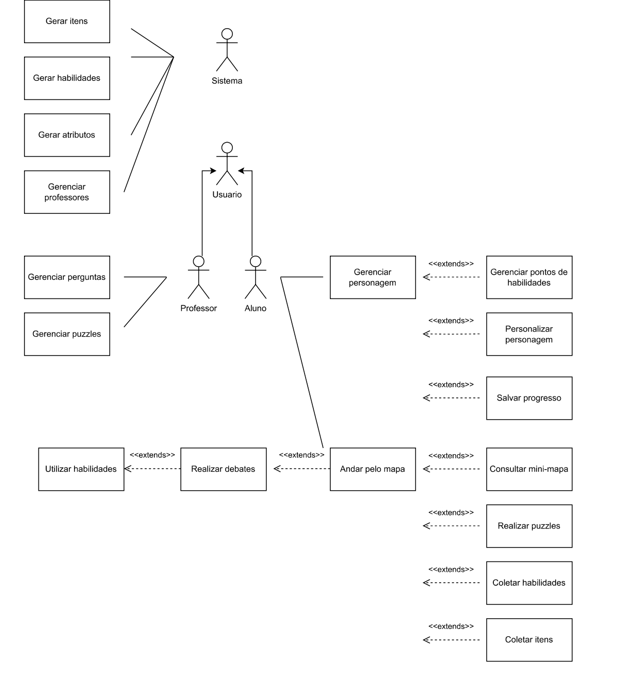 Gerar itens
Sistema
Gerar habilidades
Gerar atributos
Gerenciar
professores
Usuario
Gerenciar perguntas
Professor
Aluno
Gerenciar
personagem
<<extends>>
Gerenciar pontos de
habilidades
Gerenciar puzzles
<<extends>>
Personalizar
personagem
<<extends>>
Salvar progresso
Utilizar habilidades
<<extends>>
Realizar debates
<<extends>>
Andar pelo mapa
<<extends>>
Consultar mini-mapa
<<extends>>
Realizar puzzles
<<extends>>
Coletar habilidades
<<extends>>
Coletar itens